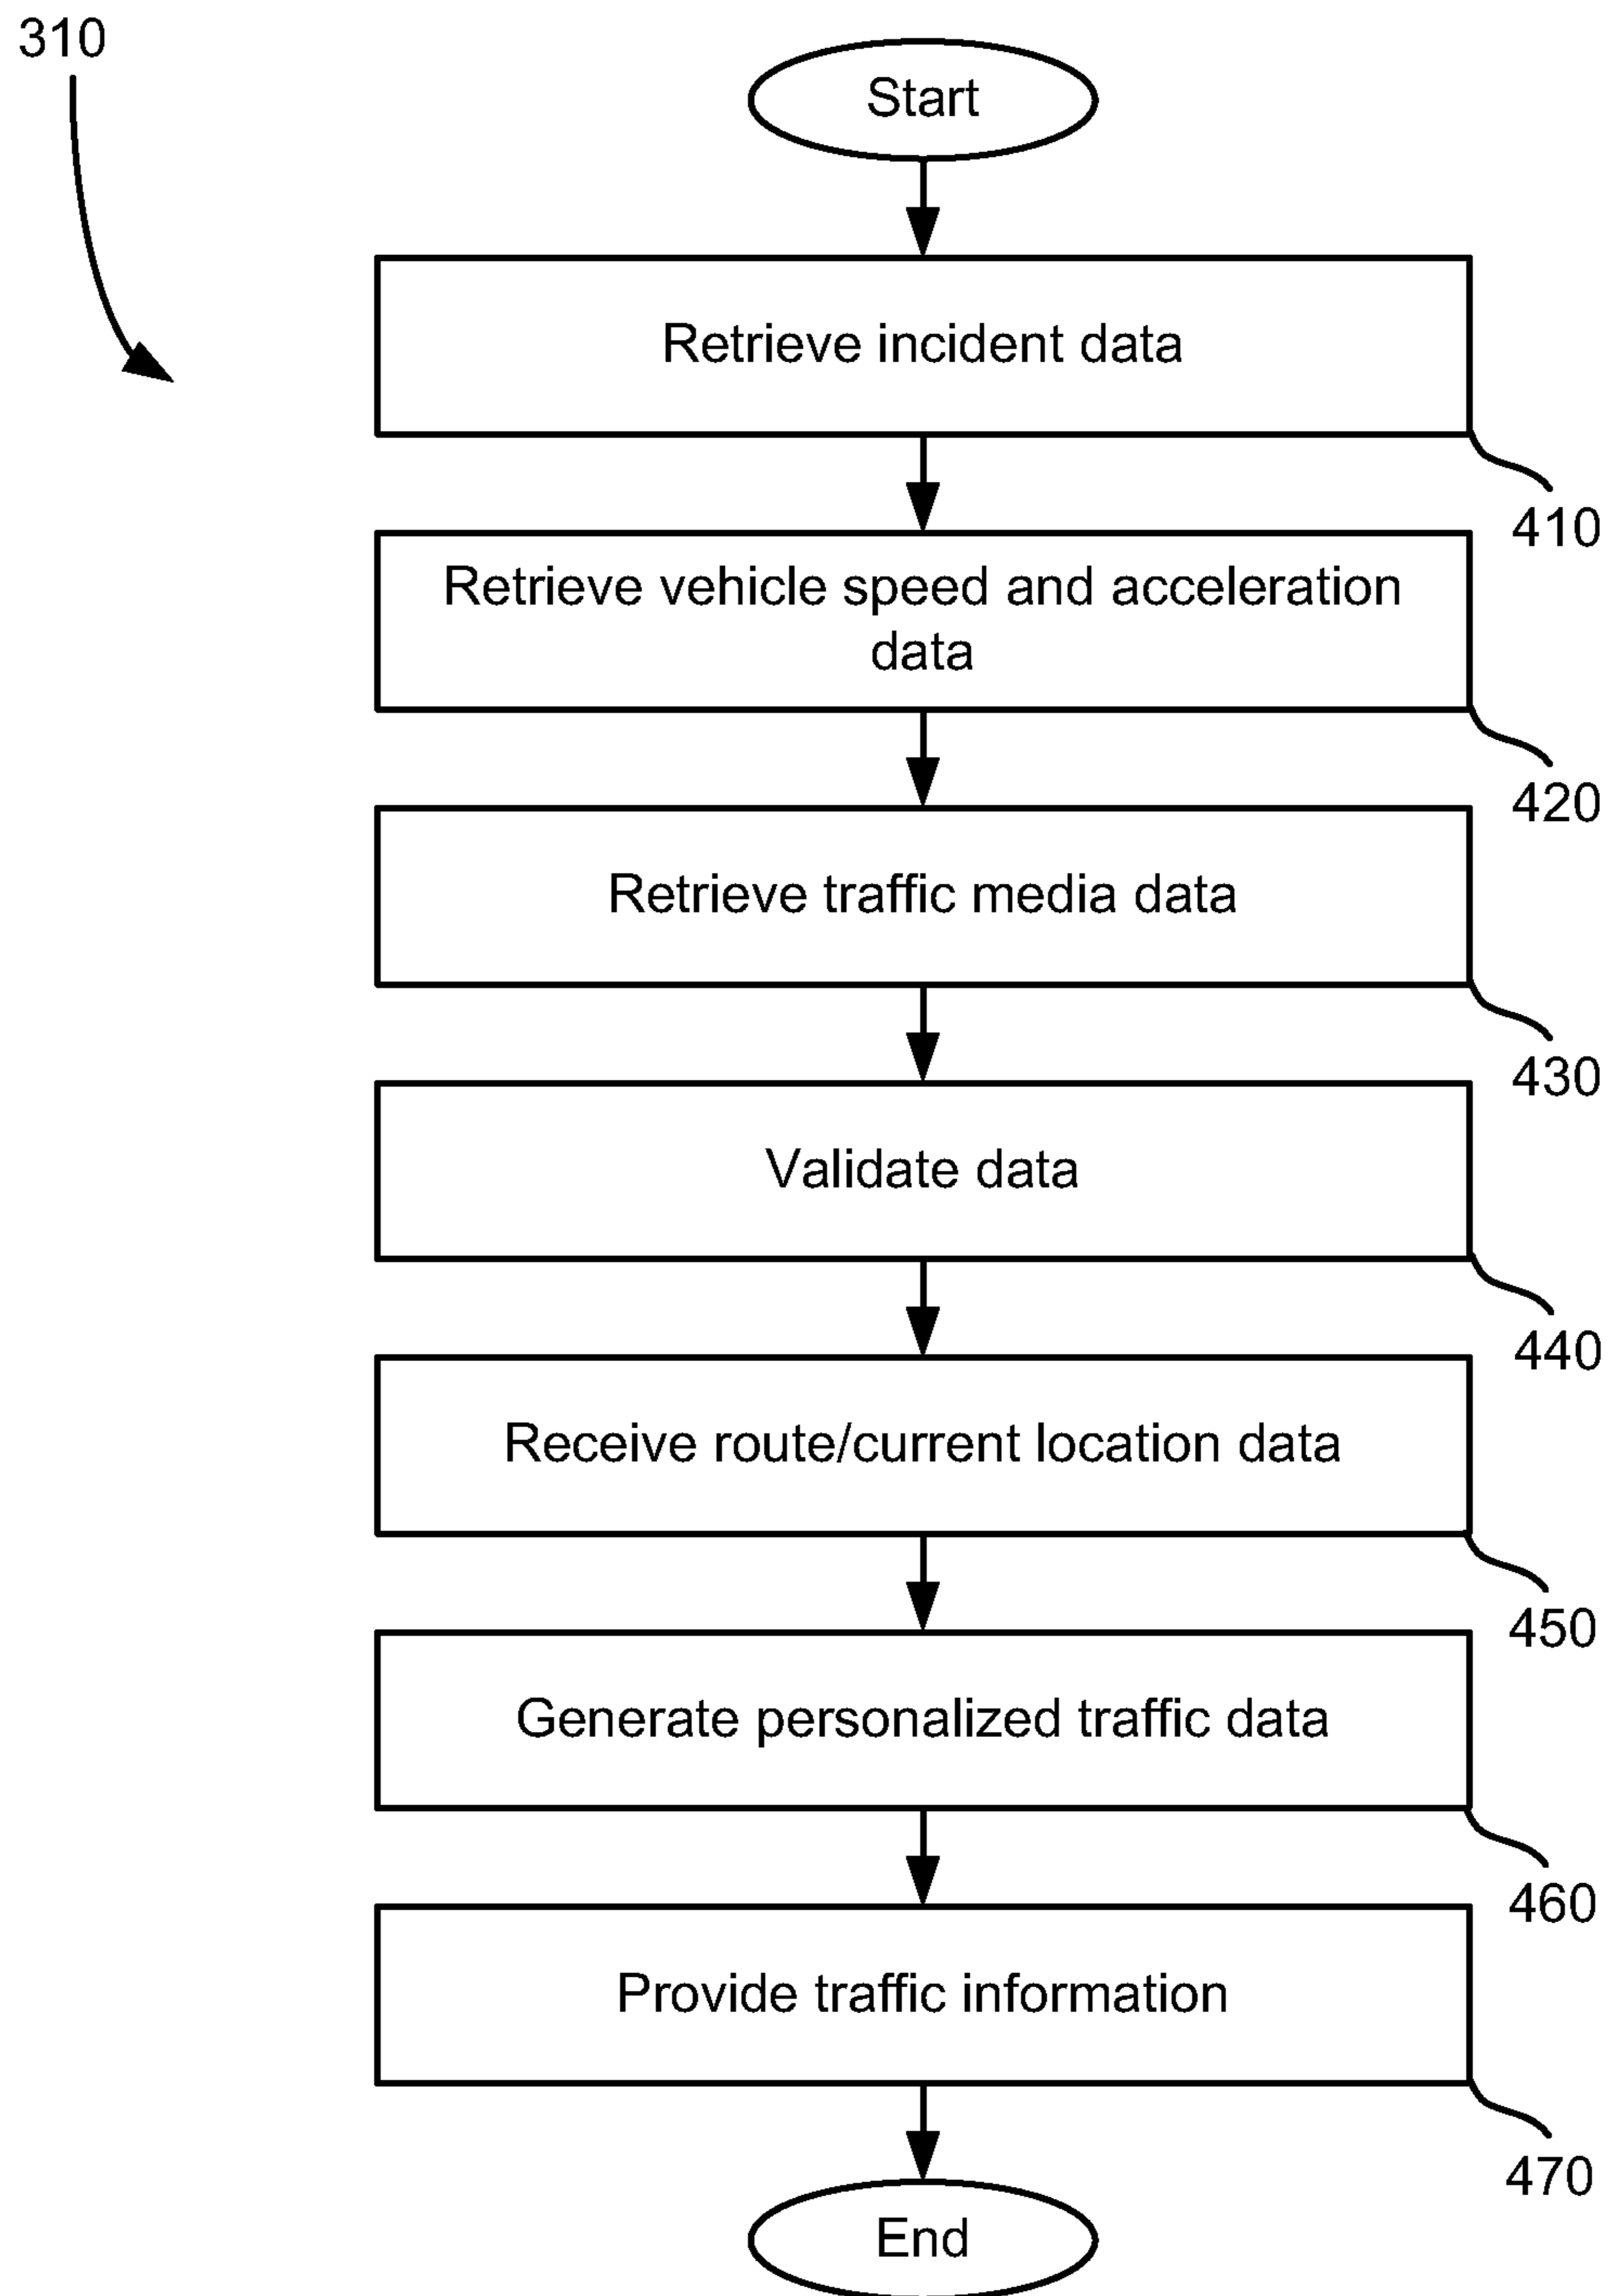 310
Start
Retrieve incident data
410
Retrieve vehicle speed and acceleration
data
420
Retrieve traffic media data
430
Validate data
440
Receive route/current location data
450
Generate personalized traffic data
460
Provide traffic information
470
End